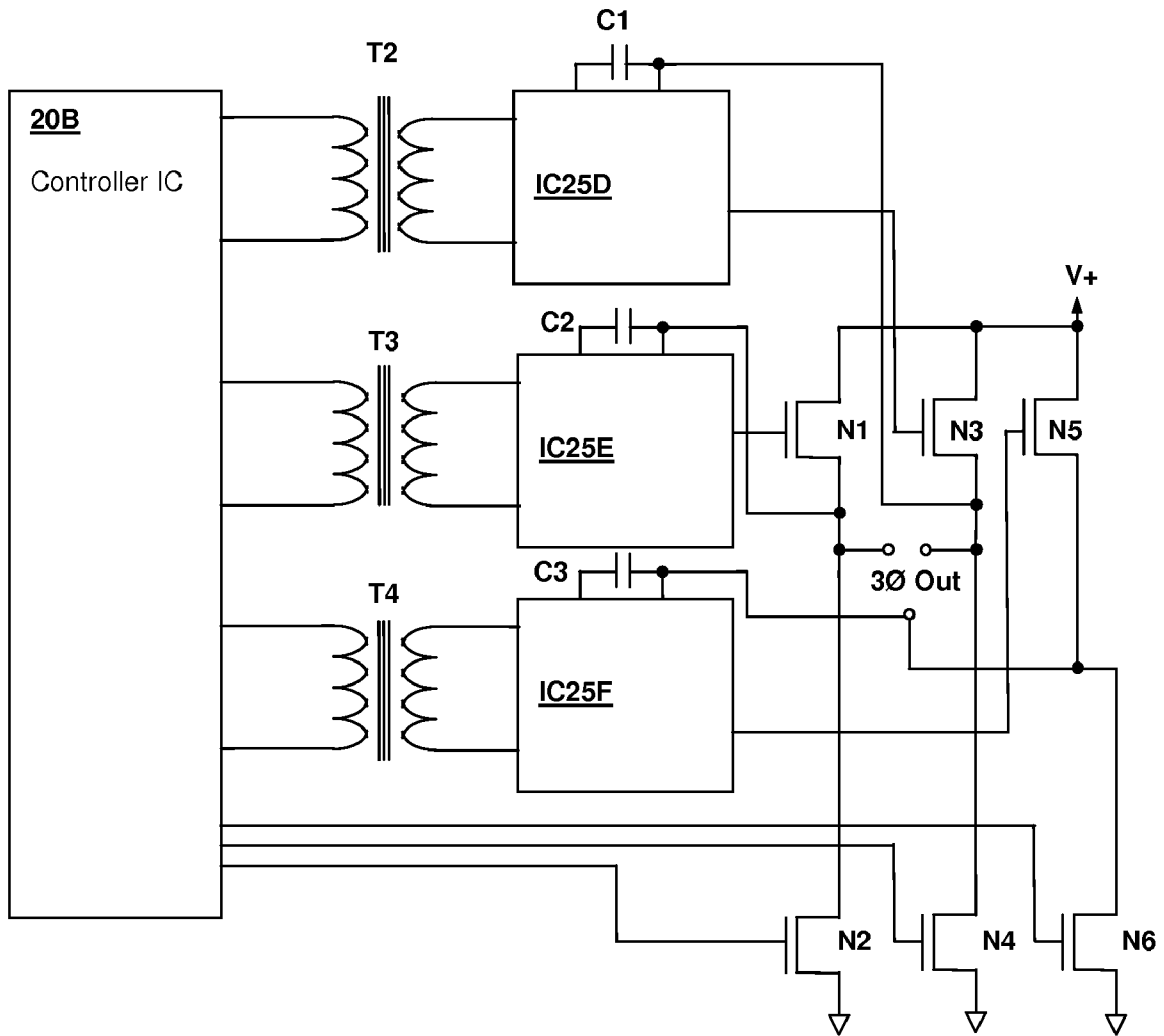 C1
T2
20B
Controller IC
IC25D
V+
C2
T3
N1
N3
N5
IC25E
C3
3Ø Out
T4
IC25F
N2
N4
N6